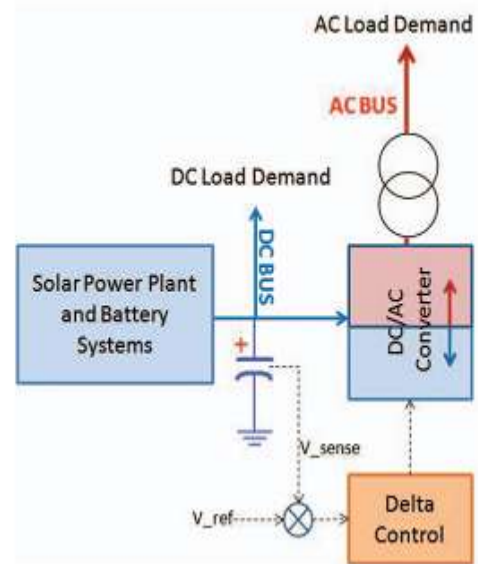 AC Load Demand
AC BUS
DC Load Demand
DC BUS
Solar Power Plant
and Battery
Systems
DC/AC
Converter
+
V_sense
V_ref
Delta
Control